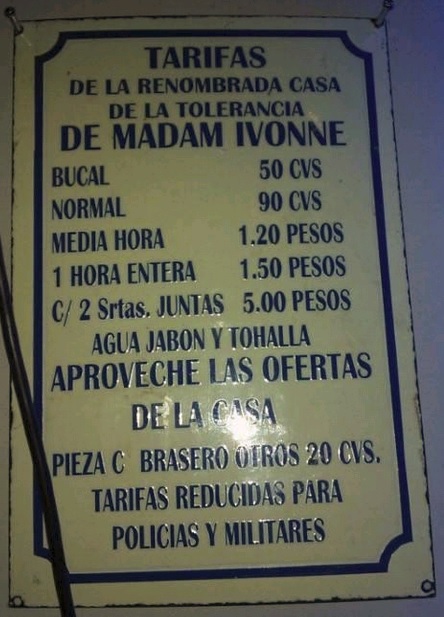 TARIFAS
DE LA RENOMBRADA CASA
DE LA TOLERANCIA
DE MADAM IVONNE
BUCAL 50 CVS
NORMAL 90 CVS
MEDIA HORA 1.20 PESOS
1 HORA ENTERA 1.50 PESOS
C/ 2 Srtas. JUNTAS 5.00 PESOS
AGUA JABON Y TOHALLA
APROVECHE LAS OFERTAS
DE LA CASA
PIEZA C BRASERO OTROS 20 CVS.
TARIFAS REDUCIDAS PARA
POLICIAS Y MILITARES